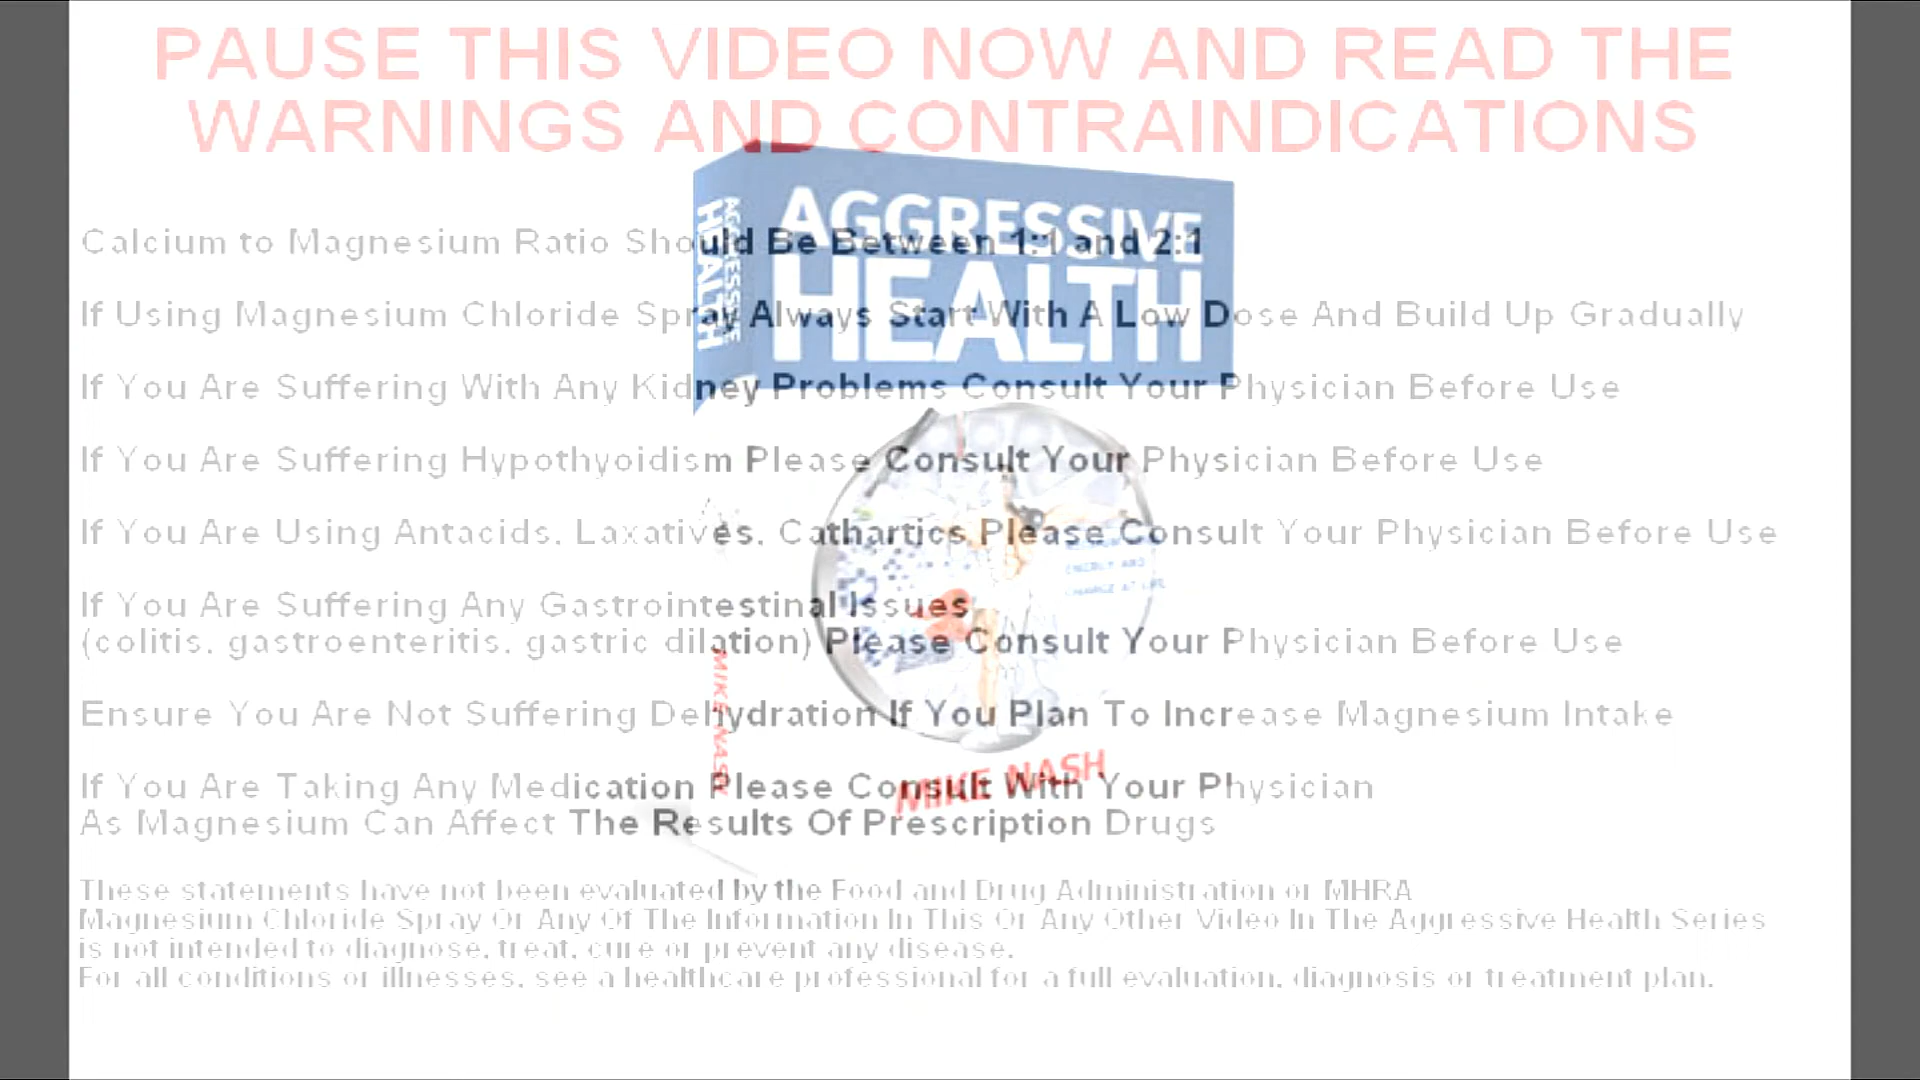 PAUSE THIS VIDEO NOW AND READ THE
WARNINGS AND CONTRAINDICATIONS
AGGRESSIVE
HEALTH
AGGRESSIVE
HEALTH
Calcium to Magnesium Ratio Should Be Between 1:1 and 2:1
If Using Magnesium Chloride Spray Always Start With A Low Dose And Build Up Gradually
If You Are Suffering With Any Kidney Problems Consult Your Physician Before Use
If You Are Suffering Hypothyoidism Please Consult Your Physician Before Use
If You Are Using Antacids, Laxatives, Cathartics Please Consult Your Physician Before Use
ENERGY AND
CHARGE AT LIFE
If You Are Suffering Any Gastrointestinal Issues
(colitis, gastroenteritis, gastric dilation) Please Consult Your Physician Before Use
MIKE NASH
Ensure You Are Not Suffering Dehydration If You Plan To Increase Magnesium Intake
MIKE NASH
If You Are Taking Any Medication Please Consult With Your Physician
As Magnesium Can Affect The Results Of Prescription Drugs
These statements have not been evaluated by the Food and Drug Administration or MHRA
Magnesium Chloride Spray Or Any Of The Information In This Or Any Other Video In The Aggressive Health Series
is not intended to diagnose, treat, cure or prevent any disease.
For all conditions or illnesses, see a healthcare professional for a full evaluation, diagnosis or treatment plan.